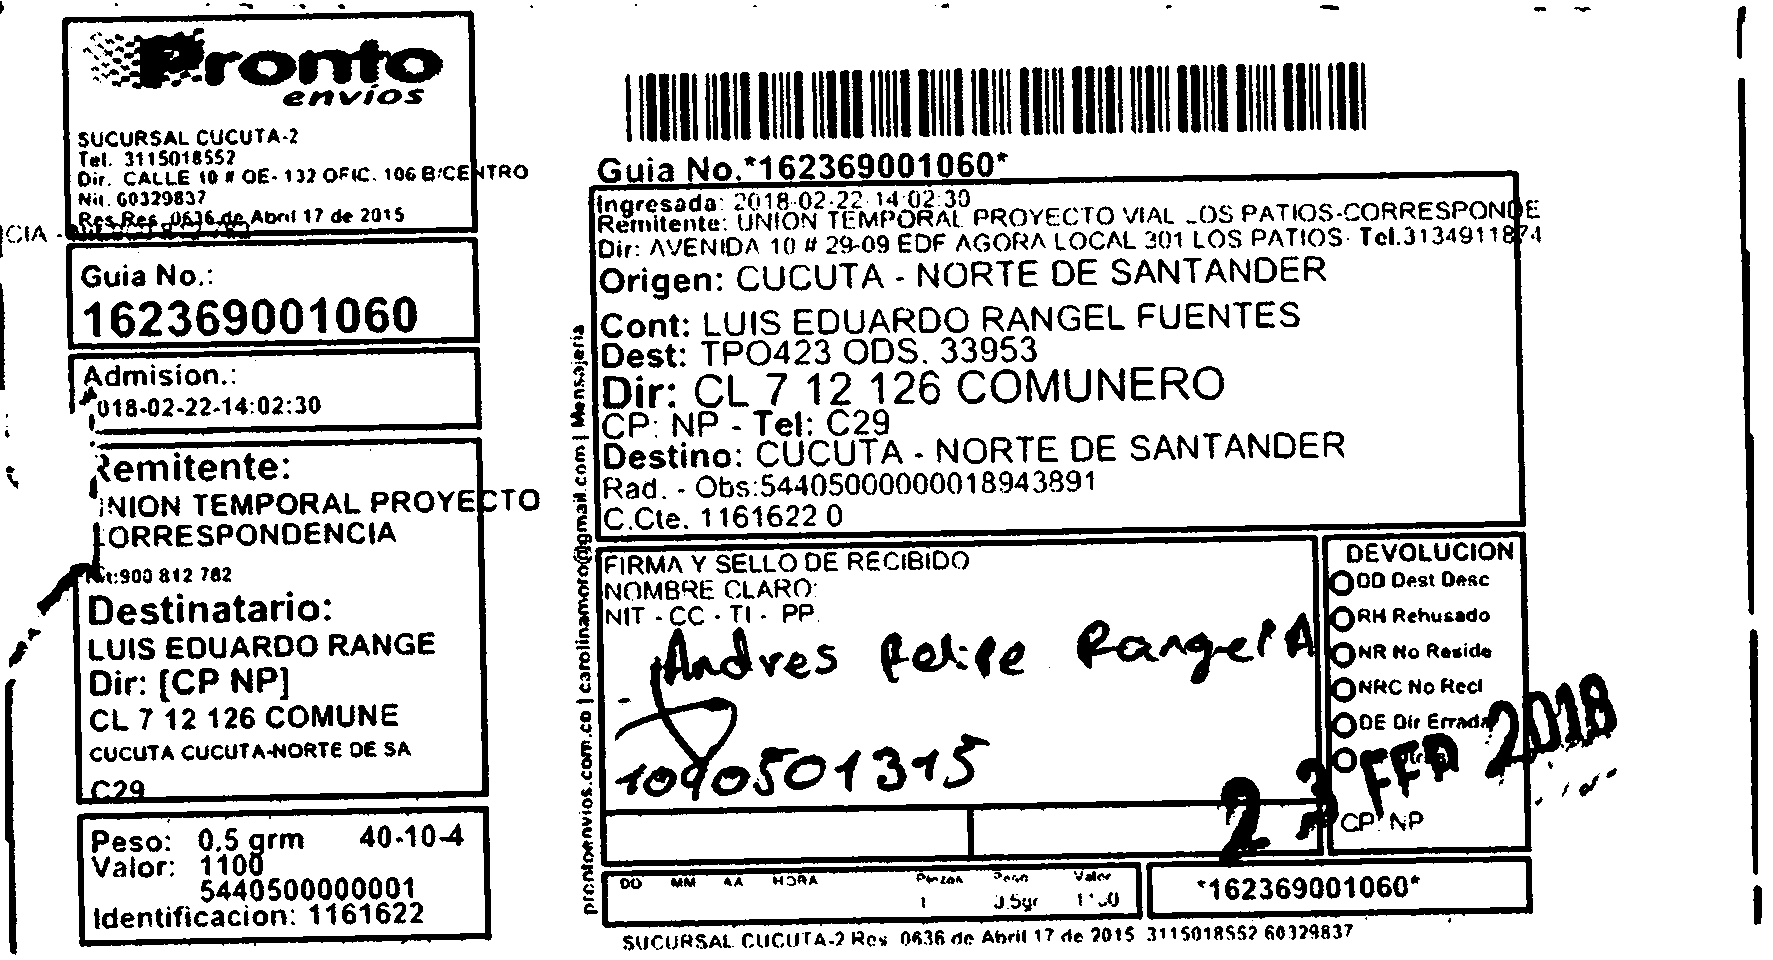 Pronto
envíos
SUCURSAL CUCUTA-2
Tel. 3115018552
Dir. CALLE 10 # OE- 132 OFIC. 106 B/CENTRO
Nit. 60329837
Res.Res. 0636 de Abril 17 de 2015
CIA -
Guia No.:
162369001060
Admision.:
018-02-22-14:02:30
Remitente:
UNION TEMPORAL PROYECTO
CORRESPONDENCIA
Nit:900 812 762
Destinatario:
LUIS EDUARDO RANGE
Dir: [CP NP]
CL 7 12 126 COMUNE
CUCUTA CUCUTA-NORTE DE SA
C29
Peso: 0.5 grm 40-10-4
Valor: 1100
5440500000001
Identificacion: 1161622
prontoenvios.com.co | carolinamoro@gmail.com | Mensajeria
Guia No.*162369001060*
Ingresada: 2018-02-22 14:02:30
Remitente: UNION TEMPORAL PROYECTO VIAL LOS PATIOS-CORRESPONDE
Dir: AVENIDA 10 # 29-09 EDF AGORA LOCAL 301 LOS PATIOS- Tel.3134911874
Origen: CUCUTA - NORTE DE SANTANDER
Cont: LUIS EDUARDO RANGEL FUENTES
Dest: TPO423 ODS. 33953
Dir: CL 7 12 126 COMUNERO
CP: NP - Tel: C29
Destino: CUCUTA - NORTE DE SANTANDER
Rad. - Obs:544050000000018943891
C.Cte. 1161622 0
FIRMA Y SELLO DE RECIBIDO
NOMBRE CLARO:
NIT - CC - TI - PP.
Andres Felipe Rangel A
1090501315
DEVOLUCION
DD Dest Desc
RH Rehusado
NR No Reside
NRC No Recl
DE Dir Errada
23 FEB 2018
CP: NP
DD MM AA HORA Piezas Peso Valor
1 0.5gr 1100
*162369001060*
SUCURSAL CUCUTA-2 Res. 0636 de Abril 17 de 2015 3115018552 60329837